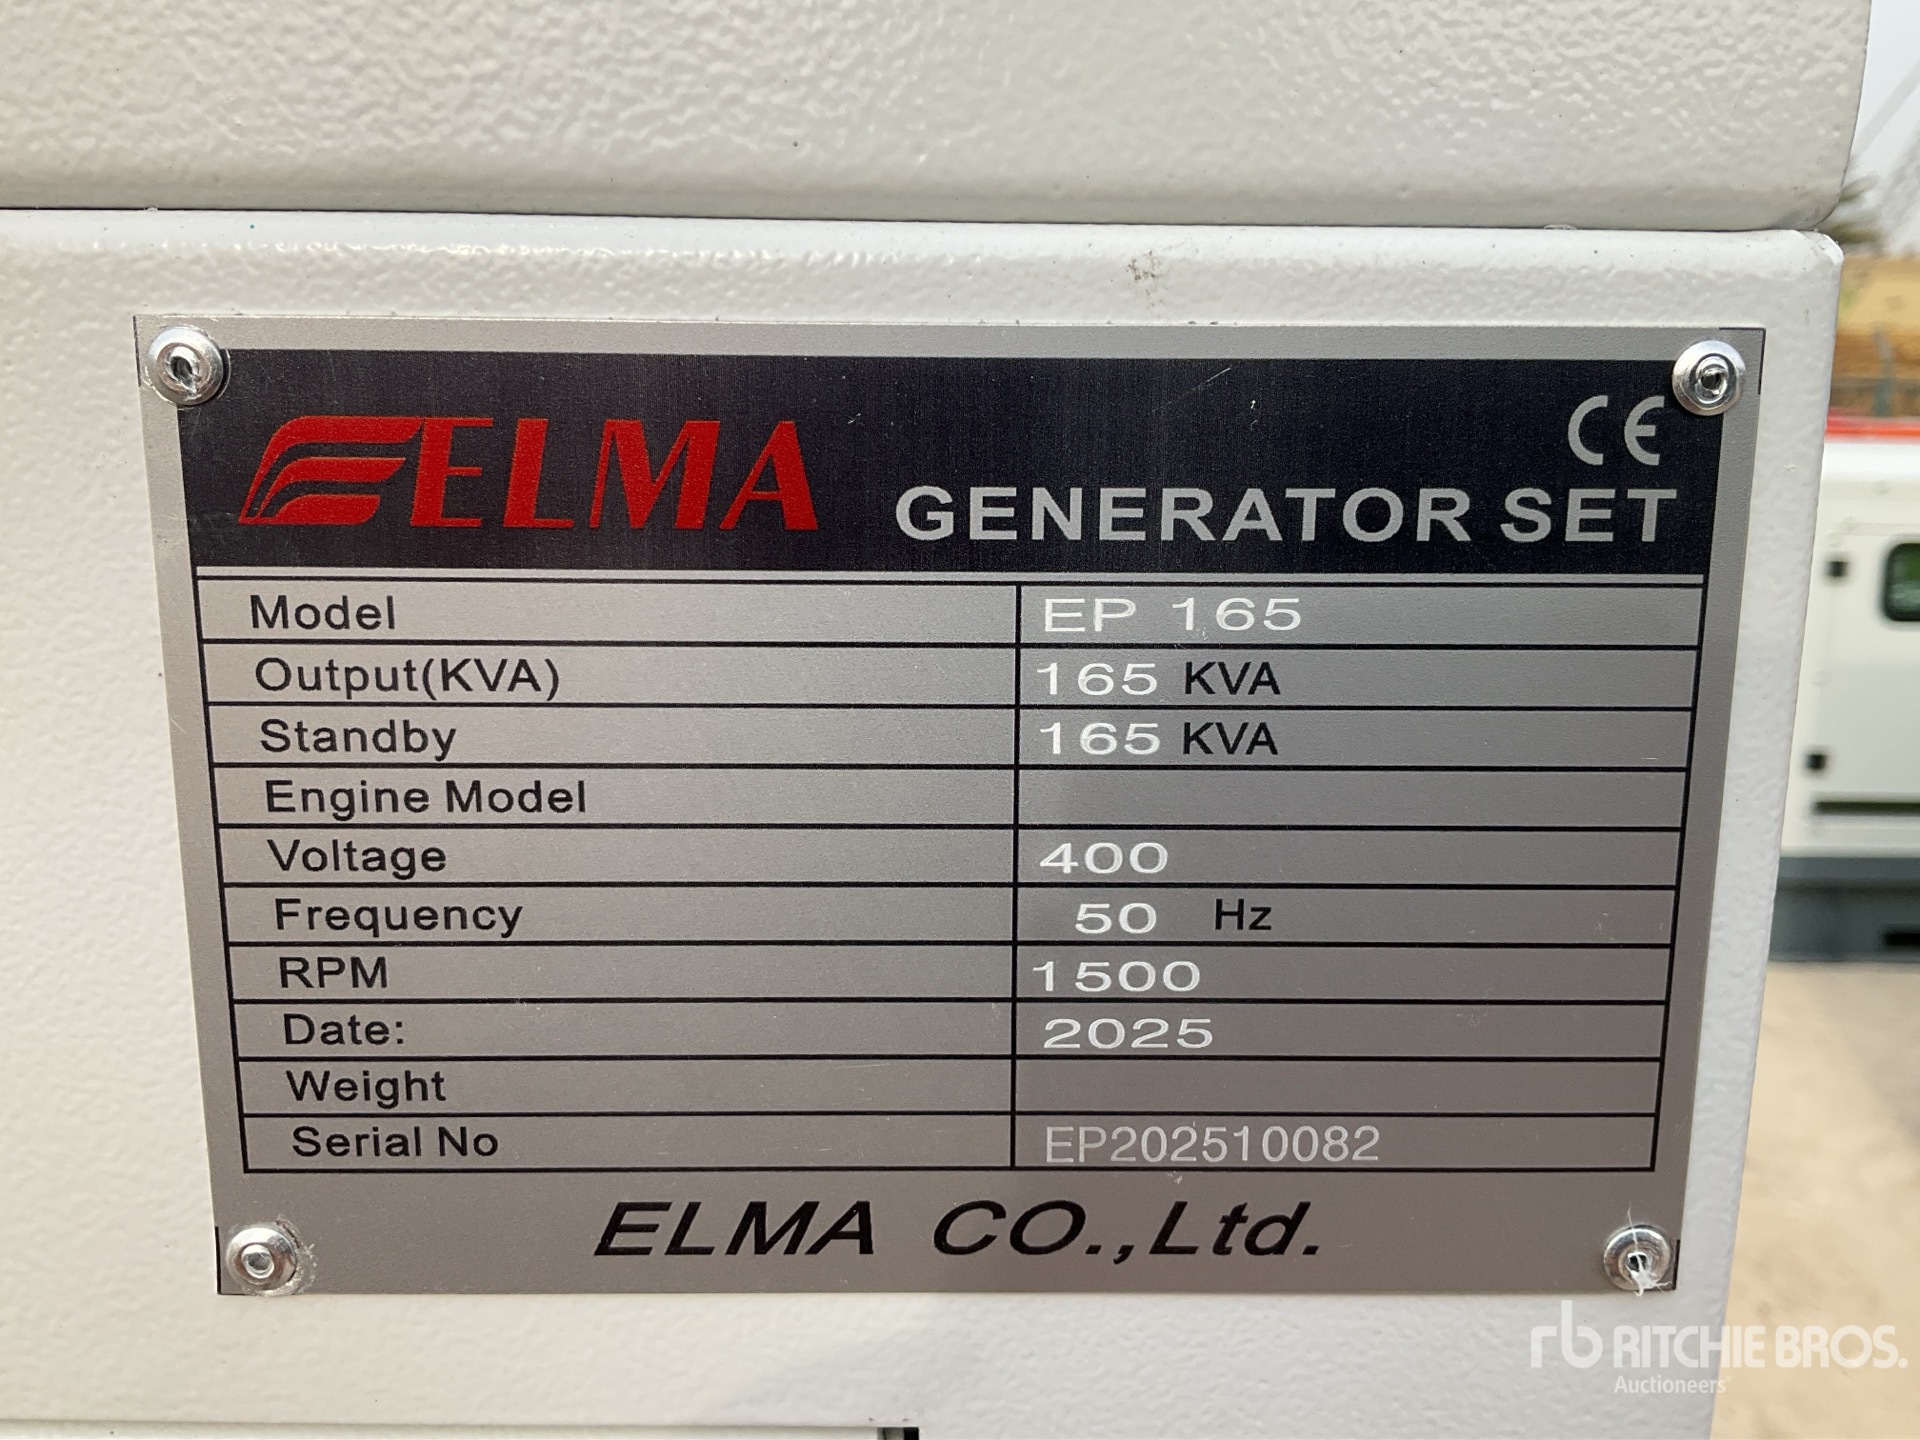 ELMA
CE
GENERATOR SET
Model EP 165
Output(KVA) 165 KVA
Standby 165 KVA
Engine Model
Voltage 400
Frequency 50 Hz
RPM 1500
Date: 2025
Weight
Serial No EP202510082
ELMA CO.,Ltd.
rb RITCHIE BROS.
Auctioneers